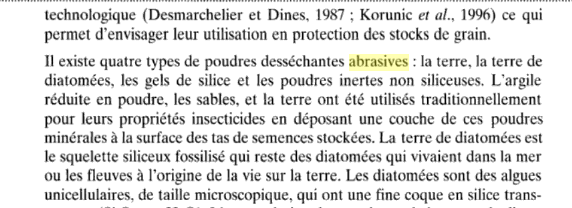 technologique (Desmarchelier et Dines, 1987 ; Korunic et al., 1996) ce qui
permet d'envisager leur utilisation en protection des stocks de grain.
Il existe quatre types de poudres desséchantes abrasives : la terre, la terre de
diatomées, les gels de silice et les poudres inertes non siliceuses. L'argile
réduite en poudre, les sables, et la terre ont été utilisés traditionnellement
pour leurs propriétés insecticides en déposant une couche de ces poudres
minérales à la surface des tas de semences stockées. La terre de diatomées est
le squelette siliceux fossilisé qui reste des diatomées qui vivaient dans la mer
ou les fleuves à l'origine de la vie sur la terre. Les diatomées sont des algues
unicellulaires, de taille microscopique, qui ont une fine coque en silice trans-